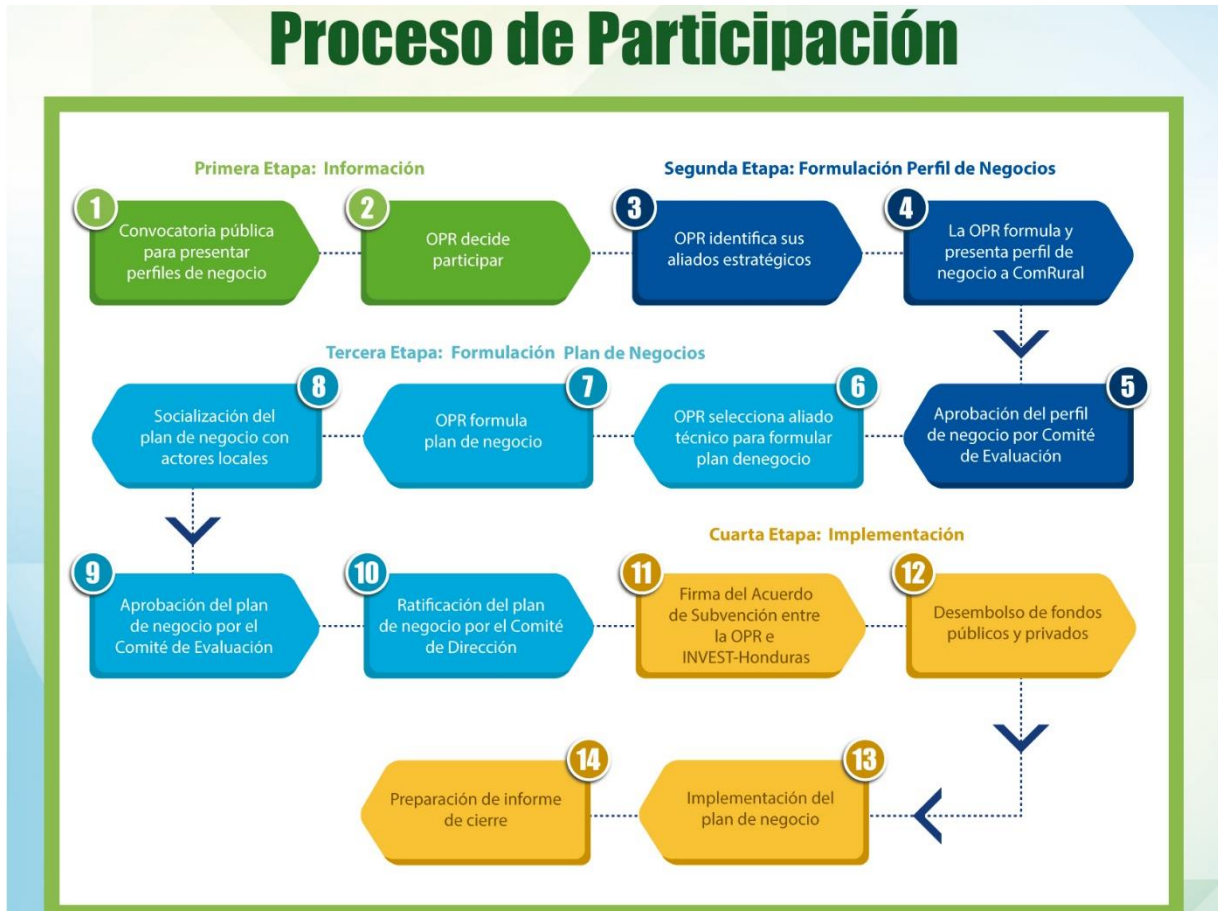 Proceso de Participación
Primera Etapa: Información
1
Convocatoria pública
para presentar
perfiles de negocio
2
OPR decide
participar
Segunda Etapa: Formulación Perfil de Negocios
3
OPR identifica sus
aliados estratégicos
4
La OPR formula y
presenta perfil de
negocio a ComRural
5
Aprobación del perfil
de negocio por Comité
de Evaluación
Tercera Etapa: Formulación Plan de Negocios
6
OPR selecciona aliado
técnico para formular
plan denegocio
7
OPR formula
plan de negocio
8
Socialización del
plan de negocio con
actores locales
9
Aprobación del plan
de negocio por el
Comité de Evaluación
10
Ratificación del plan
de negocio por el Comité
de Dirección
Cuarta Etapa: Implementación
11
Firma del Acuerdo
de Subvención entre
la OPR e
INVEST-Honduras
12
Desembolso de fondos
públicos y privados
13
Implementación del
plan de negocio
14
Preparación de informe
de cierre